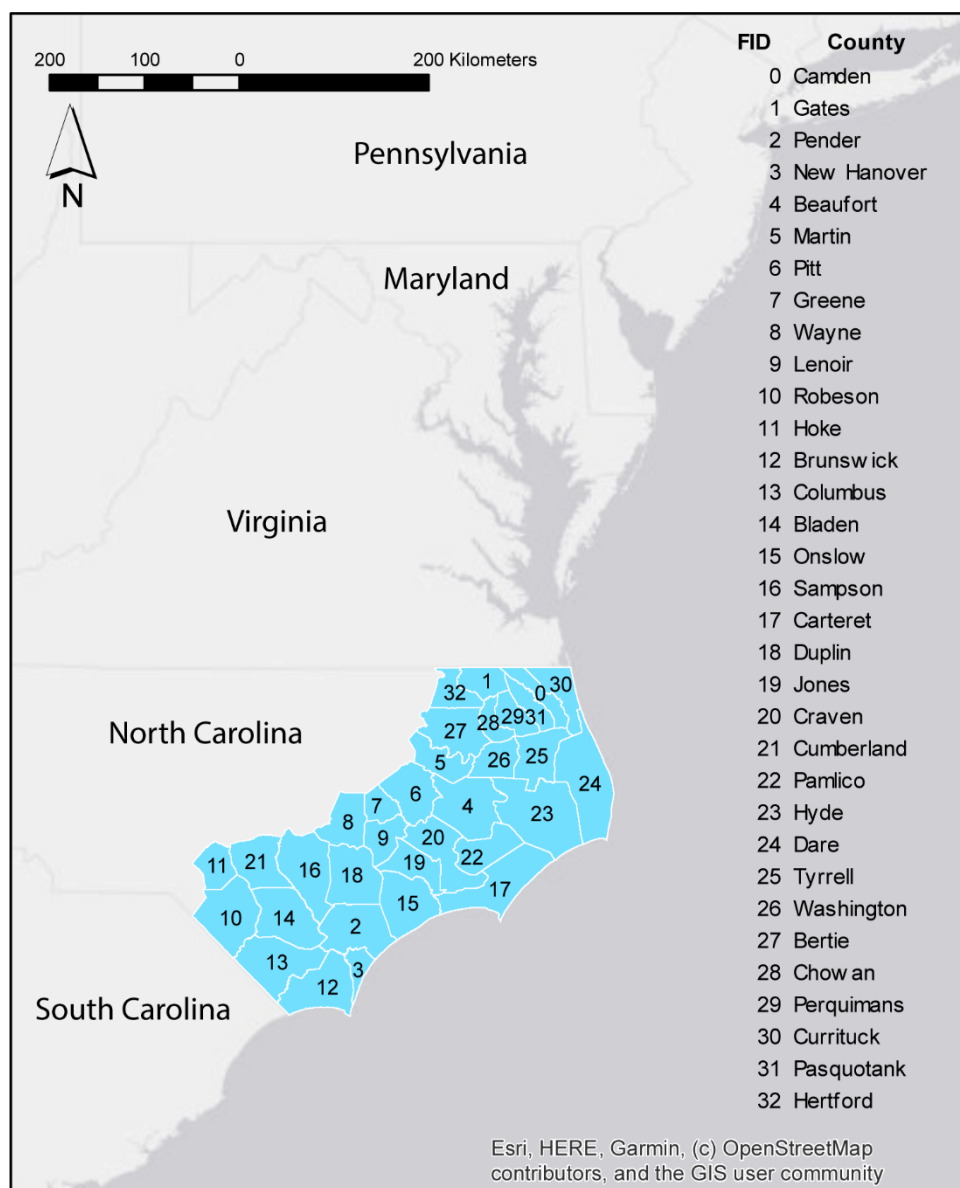 200 100 0 200 Kilometers
N
Pennsylvania
Maryland
Virginia
North Carolina
South Carolina
1
30
32
0
29
31
28
27
26
25
5
24
6
7
4
23
8
9
20
22
19
21
11
16
18
17
15
10
14
2
13
3
12
FID County
0 Camden
1 Gates
2 Pender
3 New Hanover
4 Beaufort
5 Martin
6 Pitt
7 Greene
8 Wayne
9 Lenoir
10 Robeson
11 Hoke
12 Brunswick
13 Columbus
14 Bladen
15 Onslow
16 Sampson
17 Carteret
18 Duplin
19 Jones
20 Craven
21 Cumberland
22 Pamlico
23 Hyde
24 Dare
25 Tyrrell
26 Washington
27 Bertie
28 Chowan
29 Perquimans
30 Currituck
31 Pasquotank
32 Hertford
Esri, HERE, Garmin, (c) OpenStreetMap
contributors, and the GIS user community